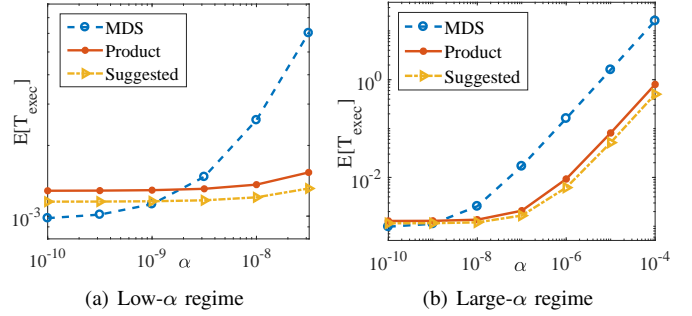 MDS
Product
Suggested
E[T_exec]
10^-3
10^-10
10^-9
α
10^-8
(a) Low-α regime
MDS
Product
Suggested
E[T_exec]
10^0
10^-2
10^-10
10^-8
α
10^-6
10^-4
(b) Large-α regime